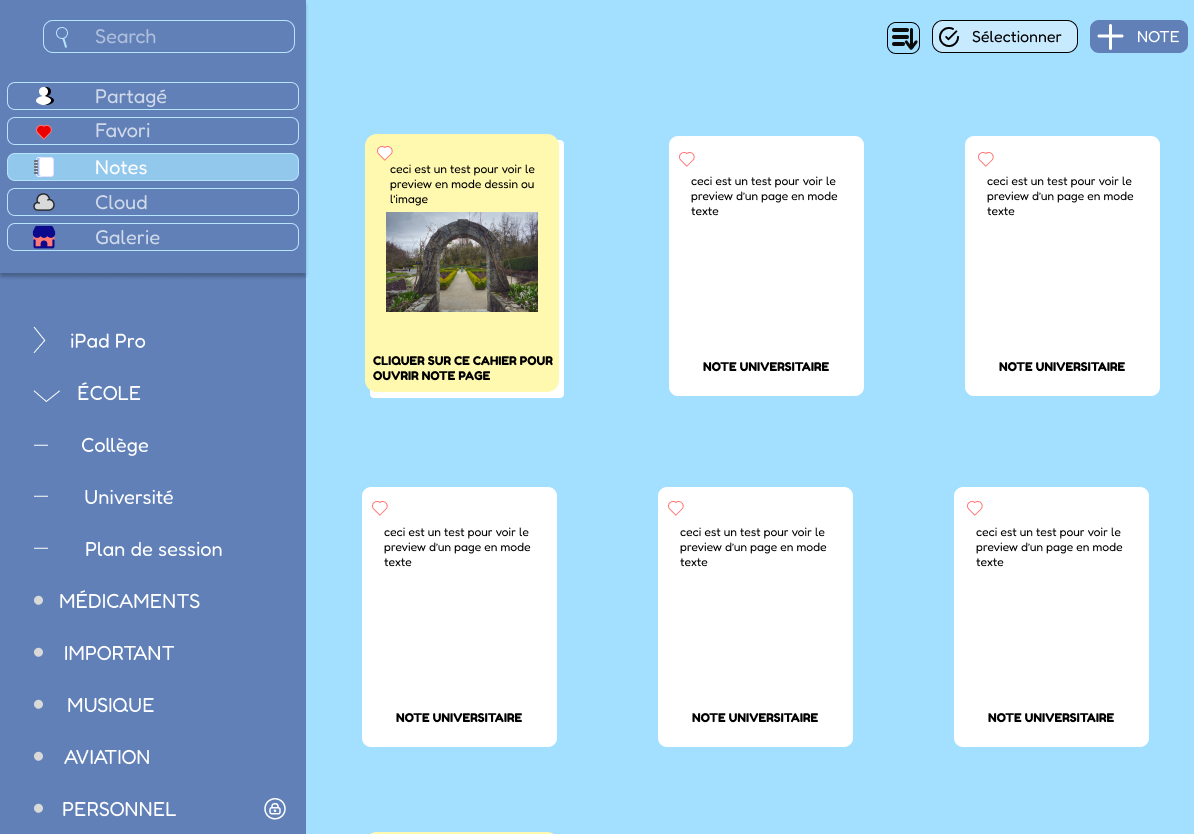 Search
Partagé
Favori
Notes
Cloud
Galerie
iPad Pro
ÉCOLE
Collège
Université
Plan de session
MÉDICAMENTS
IMPORTANT
MUSIQUE
AVIATION
PERSONNEL
Sélectionner
NOTE
ceci est un test pour voir le
preview en mode dessin ou
l'image
CLIQUER SUR CE CAHIER POUR
OUVRIR NOTE PAGE
ceci est un test pour voir le
preview d'un page en mode
texte
NOTE UNIVERSITAIRE
ceci est un test pour voir le
preview d'un page en mode
texte
NOTE UNIVERSITAIRE
ceci est un test pour voir le
preview d'un page en mode
texte
NOTE UNIVERSITAIRE
ceci est un test pour voir le
preview d'un page en mode
texte
NOTE UNIVERSITAIRE
ceci est un test pour voir le
preview d'un page en mode
texte
NOTE UNIVERSITAIRE